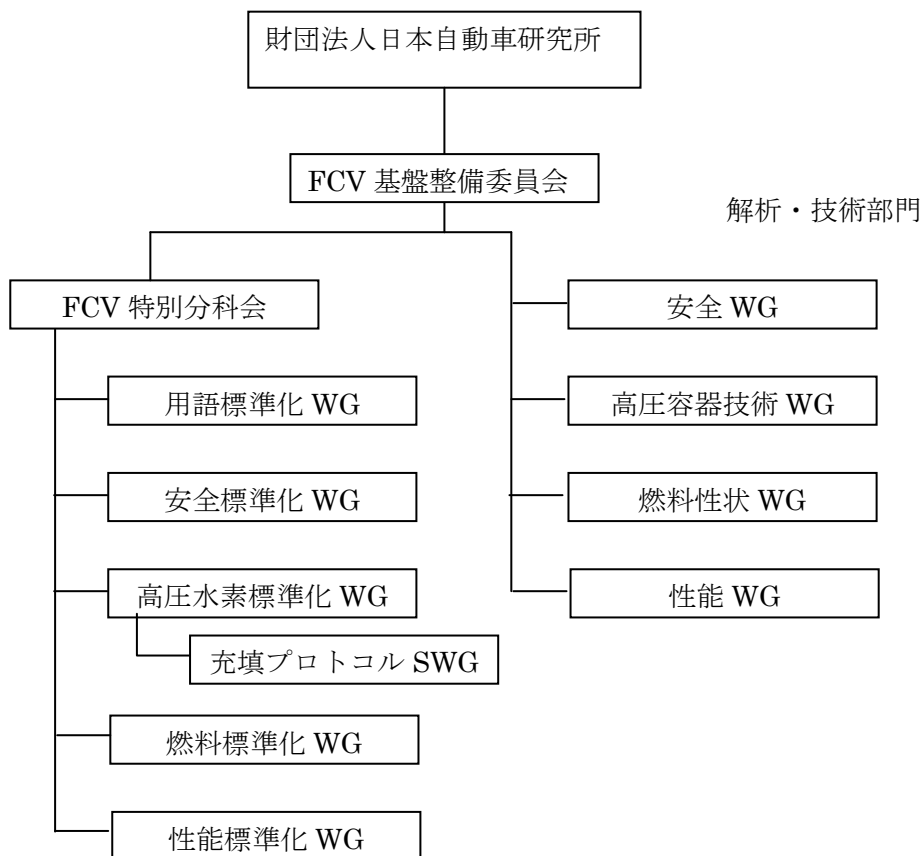 財団法人日本自動車研究所
FCV 基盤整備委員会
解析・技術部門
FCV 特別分科会
用語標準化 WG
安全標準化 WG
高圧水素標準化 WG
充填プロトコル SWG
燃料標準化 WG
性能標準化 WG
安全 WG
高圧容器技術 WG
燃料性状 WG
性能 WG